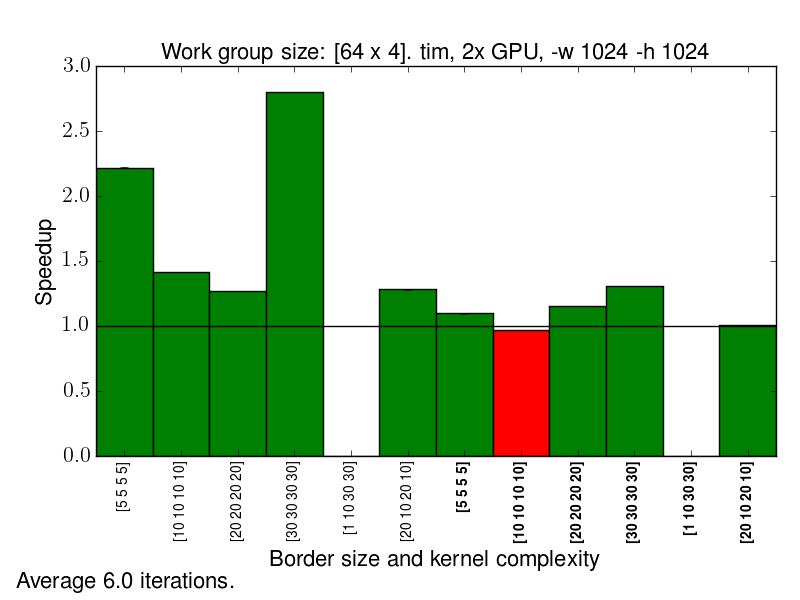 Work group size: [64 x 4]. tim, 2x GPU, -w 1024 -h 1024
3.0
2.5
2.0
1.5
1.0
0.5
0.0
Speedup
[5 5 5 5]
[10 10 10 10]
[20 20 20 20]
[30 30 30 30]
[1 10 30 30]
[20 10 20 10]
[5 5 5 5]
[10 10 10 10]
[20 20 20 20]
[30 30 30 30]
[1 10 30 30]
[20 10 20 10]
Border size and kernel complexity
Average 6.0 iterations.